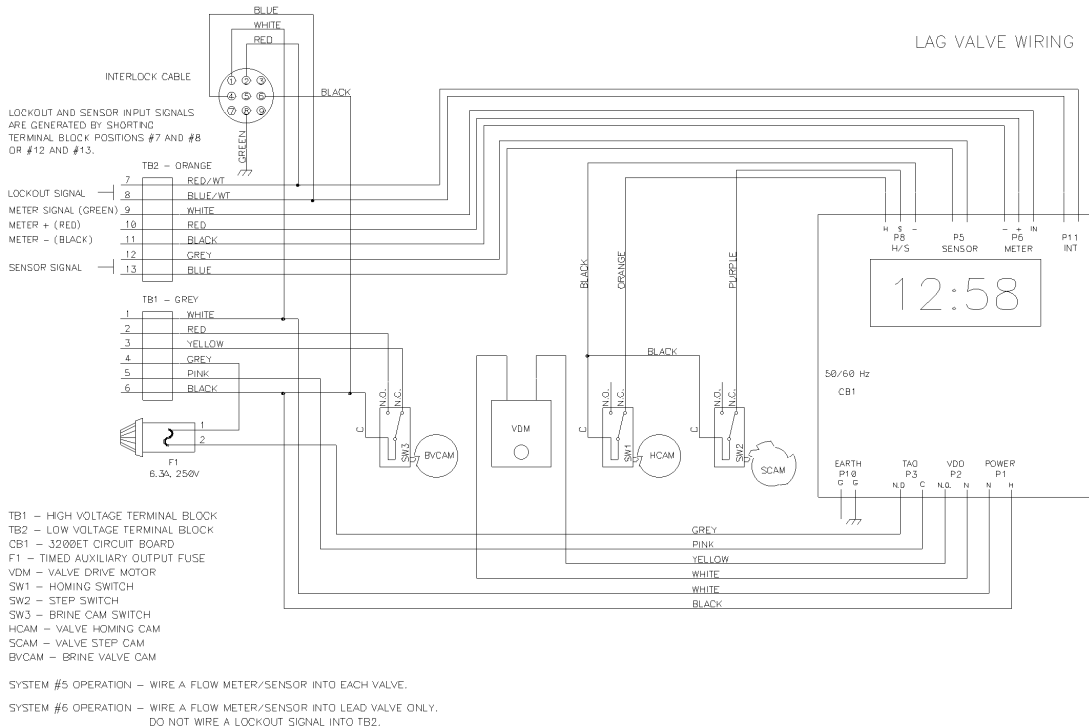 BLUE
WHITE
RED
LAG VALVE WIRING
INTERLOCK CABLE
1 2 3
4 5 6
7 8 9
BLACK
GREEN
LOCKOUT AND SENSOR INPUT SIGNALS
ARE GENERATED BY SHORTING
TERMINAL BLOCK POSITIONS #7 AND #8
OR #12 AND #13.
TB2 – ORANGE
7 RED/WT
LOCKOUT SIGNAL
8 BLUE/WT
METER SIGNAL (GREEN) 9 WHITE
METER + (RED) 10 RED
METER – (BLACK) 11 BLACK
12 GREY
SENSOR SIGNAL
13 BLUE
TB1 – GREY
1 WHITE
2 RED
3 YELLOW
4 GREY
5 PINK
6 BLACK
1
2
F1
6.3A, 250V
N.O.
N.C.
C
SW3
BVCAM
VDM
BLACK
ORANGE
PURPLE
BLACK
N.O.
N.C.
C
SW1
HCAM
N.O.
N.C.
C
SW2
SCAM
H S – – + IN
P8 P5 P6 P11
H/S SENSOR METER INT
12:58
50/60 Hz
CB1
EARTH TAO VDO POWER
P10 P3 P2 P1
G G N.O C N.O. N N H
GREY
PINK
YELLOW
WHITE
WHITE
BLACK
TB1 – HIGH VOLTAGE TERMINAL BLOCK
TB2 – LOW VOLTAGE TERMINAL BLOCK
CB1 – 3200ET CIRCUIT BOARD
F1 – TIMED AUXILIARY OUTPUT FUSE
VDM – VALVE DRIVE MOTOR
SW1 – HOMING SWITCH
SW2 – STEP SWITCH
SW3 – BRINE CAM SWITCH
HCAM – VALVE HOMING CAM
SCAM – VALVE STEP CAM
BVCAM – BRINE VALVE CAM
SYSTEM #5 OPERATION – WIRE A FLOW METER/SENSOR INTO EACH VALVE.
SYSTEM #6 OPERATION – WIRE A FLOW METER/SENSOR INTO LEAD VALVE ONLY.
DO NOT WIRE A LOCKOUT SIGNAL INTO TB2.